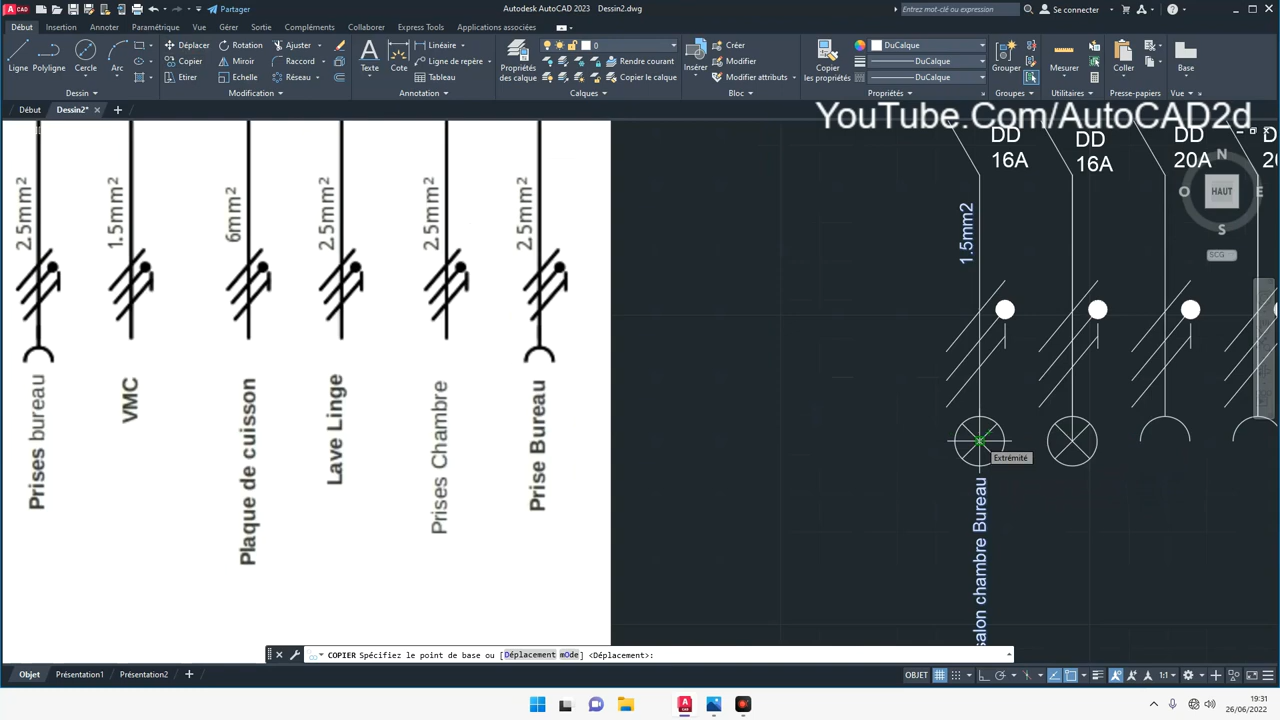 A CAD
Partager
Autodesk AutoCAD 2023 Dessin2.dwg
Entrez mot-clé ou expression
Se connecter
Début Insertion Annoter Paramétrique Vue Gérer Sortie Compléments Collaborer Express Tools Applications associées
Ligne Polyligne Cercle Arc
Déplacer Rotation Ajuster
Copier Miroir Raccord
Etirer Echelle Réseau
Texte Cote
Linéaire
Ligne de repère
Tableau
Propriétés
des calques
0
Rendre courant
Copier le calque
Insérer
Créer
Modifier
Modifier attributs
Copier
les propriétés
DuCalque
DuCalque
DuCalque
Grouper Mesurer Coller Base
Dessin Modification Annotation Calques Bloc Propriétés Groupes Utilitaires Presse-papiers Vue
Début Dessin2*
YouTube.Com/AutoCAD2d
DD
16A
DD
16A
DD
20A
N
O HAUT E
S
SCG
2.5mm²
1.5mm²
6mm²
2.5mm²
2.5mm²
2.5mm²
1.5mm2
Prises bureau
VMC
Plaque de cuisson
Lave Linge
Prises Chambre
Prise Bureau
Extrémité
salon chambre Bureau
COPIER Spécifiez le point de base ou [Déplacement mOde] <Déplacement>:
Objet Présentation1 Présentation2
OBJET
1:1
19:31
26/06/2022